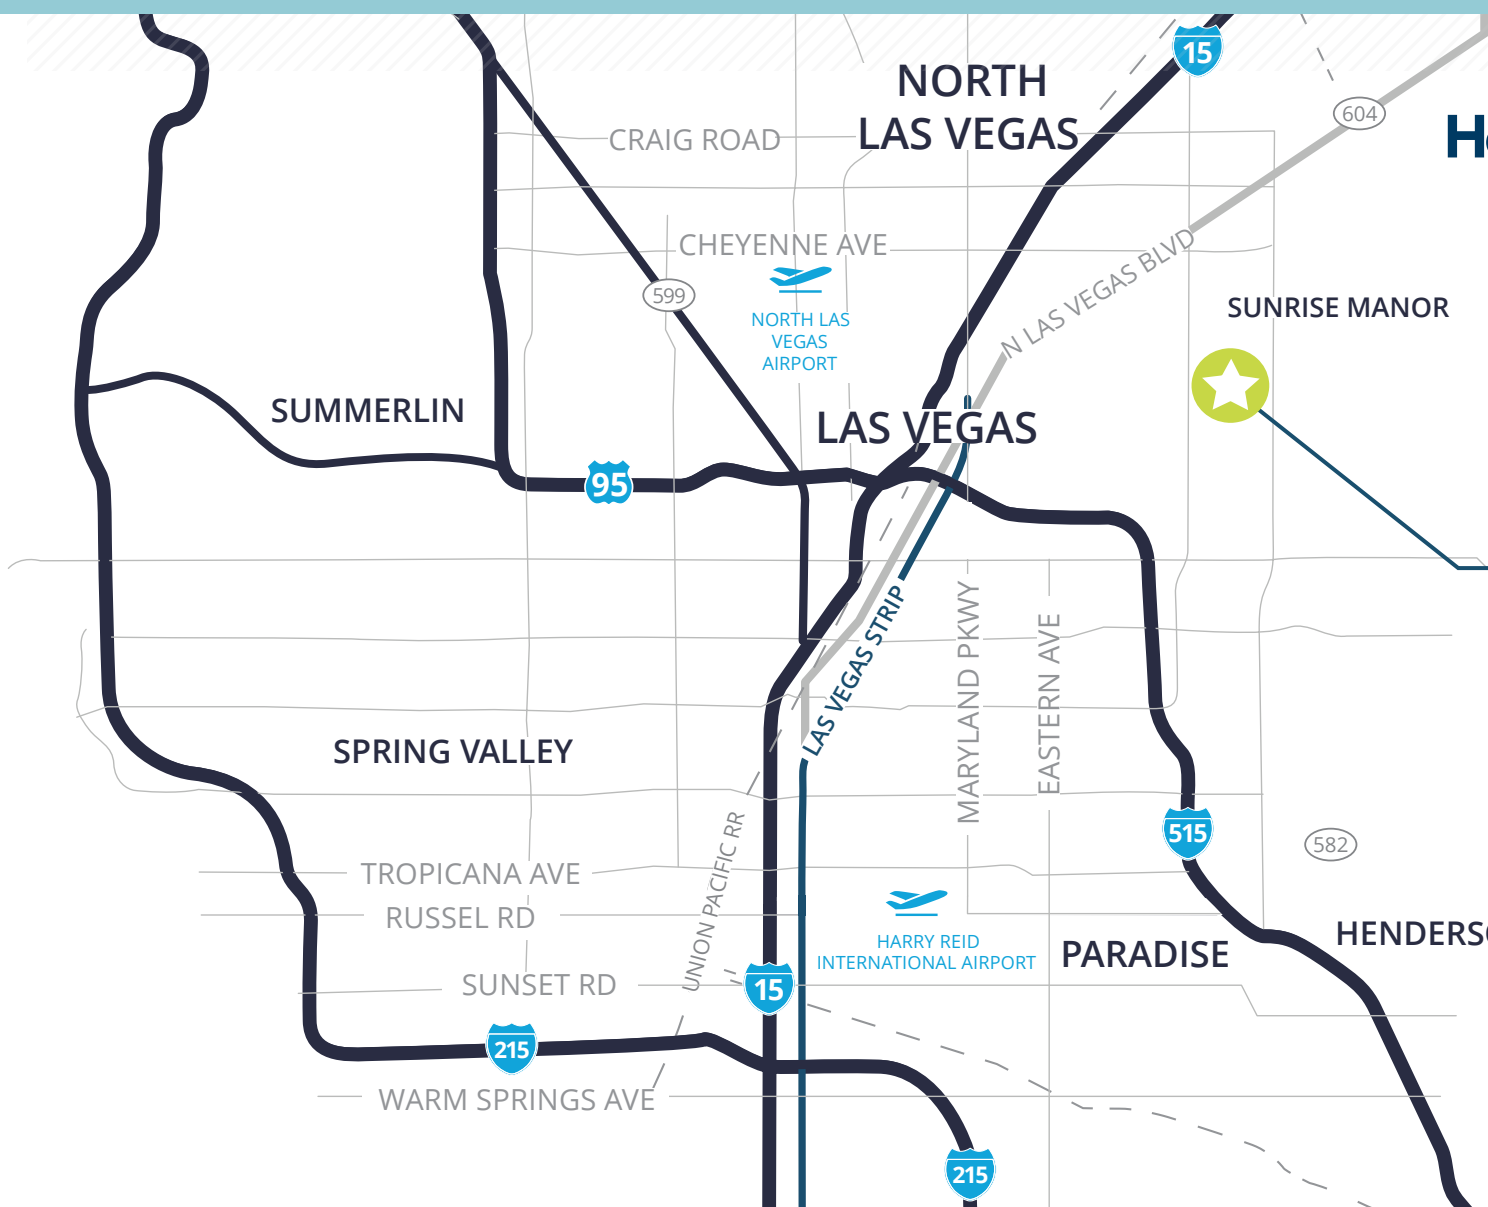 15
NORTH
LAS VEGAS
604
CRAIG ROAD
CHEYENNE AVE
N LAS VEGAS BLVD
599
NORTH LAS
VEGAS
AIRPORT
SUNRISE MANOR
SUMMERLIN
LAS VEGAS
95
LAS VEGAS STRIP
MARYLAND PKWY
EASTERN AVE
SPRING VALLEY
UNION PACIFIC RR
515
582
TROPICANA AVE
RUSSEL RD
HARRY REID
INTERNATIONAL AIRPORT
PARADISE
HENDERS
SUNSET RD
15
215
WARM SPRINGS AVE
215